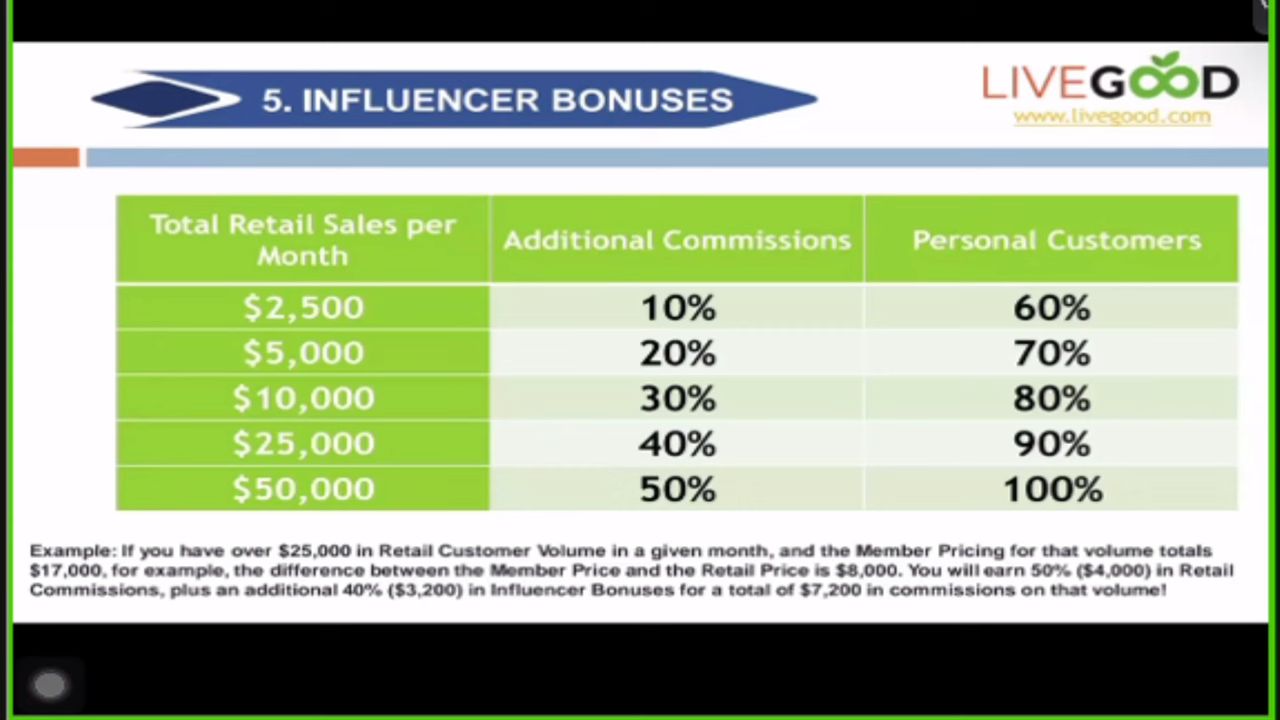 5. INFLUENCER BONUSES
LIVEGOOD
www.livegood.com
Total Retail Sales per
Month
Additional Commissions
Personal Customers
$2,500 10% 60%
$5,000 20% 70%
$10,000 30% 80%
$25,000 40% 90%
$50,000 50% 100%
Example: If you have over $25,000 in Retail Customer Volume in a given month, and the Member Pricing for that volume totals
$17,000, for example, the difference between the Member Price and the Retail Price is $8,000. You will earn 50% ($4,000) in Retail
Commissions, plus an additional 40% ($3,200) in Influencer Bonuses for a total of $7,200 in commissions on that volume!